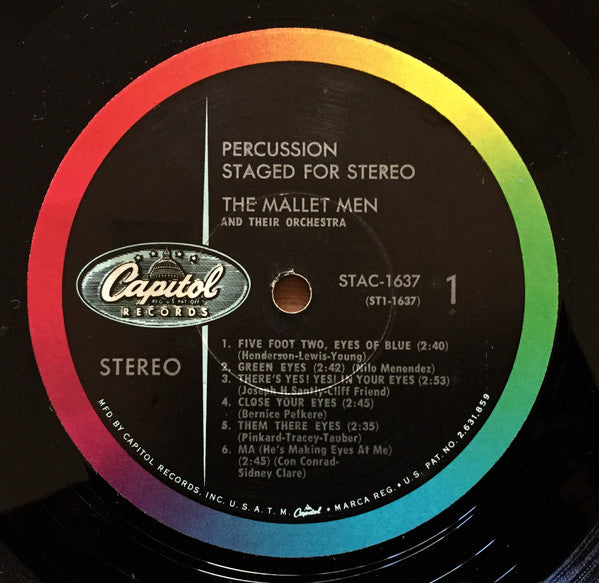 PERCUSSION
STAGED FOR STEREO
THE MALLET MEN
AND THEIR ORCHESTRA
Capitol
REG. U.S. PAT. OFF.
RECORDS
STEREO
STAC-1637
(ST1-1637)
1
1. FIVE FOOT TWO, EYES OF BLUE (2:40)
(Henderson-Lewis-Young)
2. GREEN EYES (2:42) (Nilo Menendez)
3. THERE'S YES! YES! IN YOUR EYES (2:53)
(Joseph H. Santly-Cliff Friend)
4. CLOSE YOUR EYES (2:45)
(Bernice Petkere)
5. THEM THERE EYES (2:35)
(Pinkard-Tracey-Tauber)
6. MA (He's Making Eyes At Me)
(2:45) (Con Conrad-
Sidney Clare)
MFD. BY CAPITOL RECORDS, INC. U.S.A. T.M. Capitol MARCA REG. • U.S. PAT. NO. 2,631,859